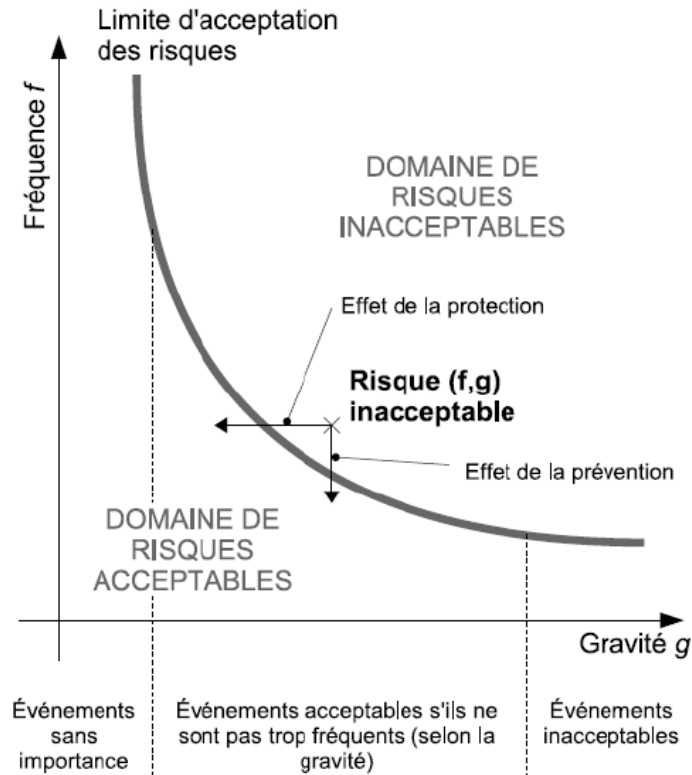 Limite d'acceptation
des risques
Fréquence f
DOMAINE DE
RISQUES
INACCEPTABLES
Effet de la protection
Risque (f,g)
inacceptable
Effet de la prévention
DOMAINE DE
RISQUES
ACCEPTABLES
Gravité g
Événements
sans
importance
Événements acceptables s'ils ne
sont pas trop fréquents (selon la
gravité)
Événements
inacceptables